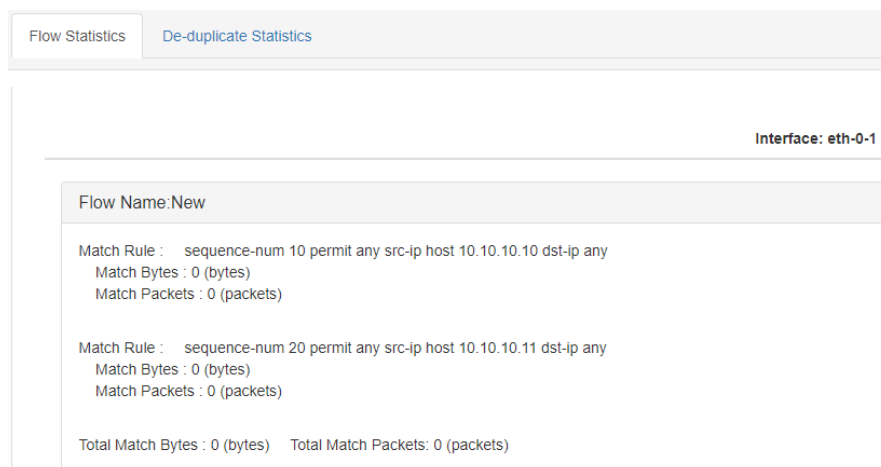 Flow Statistics
De-duplicate Statistics
Interface: eth-0-1
Flow Name:New
Match Rule : sequence-num 10 permit any src-ip host 10.10.10.10 dst-ip any
Match Bytes : 0 (bytes)
Match Packets : 0 (packets)
Match Rule : sequence-num 20 permit any src-ip host 10.10.10.11 dst-ip any
Match Bytes : 0 (bytes)
Match Packets : 0 (packets)
Total Match Bytes : 0 (bytes) Total Match Packets: 0 (packets)